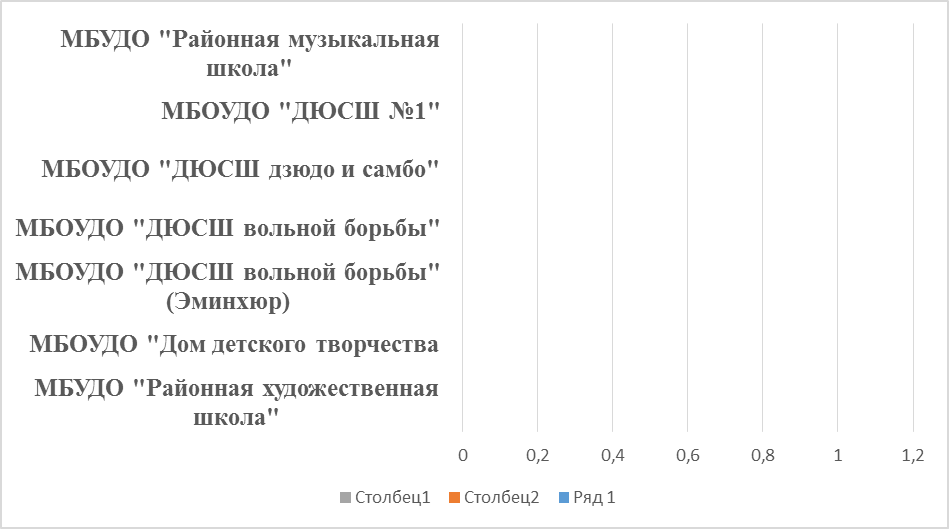 МБУДО "Районная музыкальная
школа"
МБОУДО "ДЮСШ №1"
МБОУДО "ДЮСШ дзюдо и самбо"
МБОУДО "ДЮСШ вольной борьбы"
МБОУДО "ДЮСШ вольной борьбы"
(Эминхюр)
МБОУДО "Дом детского творчества
МБУДО "Районная художественная
школа"
0 0,2 0,4 0,6 0,8 1 1,2
Столбец1 Столбец2 Ряд 1